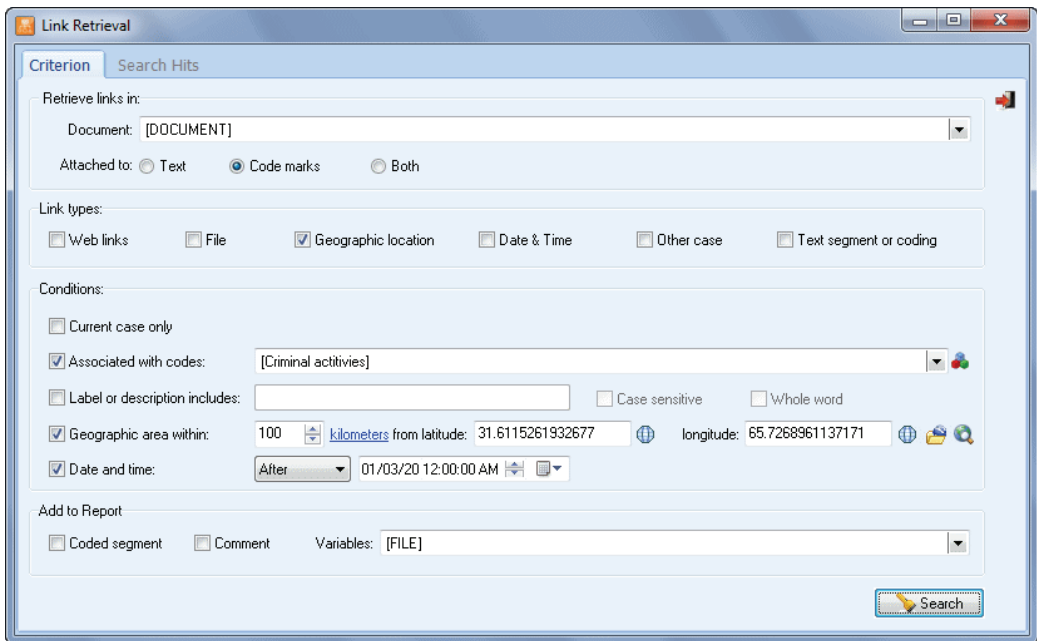 Link Retrieval
Criterion Search Hits
Retrieve links in:
Document: [DOCUMENT]
Attached to: Text Code marks Both
Link types:
Web links File Geographic location Date & Time Other case Text segment or coding
Conditions:
Current case only
Associated with codes: [Criminal actitivies]
Label or description includes: Case sensitive Whole word
Geographic area within: 100 kilometers from latitude: 31.6115261932677 longitude: 65.7268961137171
Date and time: After 01/03/20 12:00:00 AM
Add to Report
Coded segment Comment Variables: [FILE]
Search